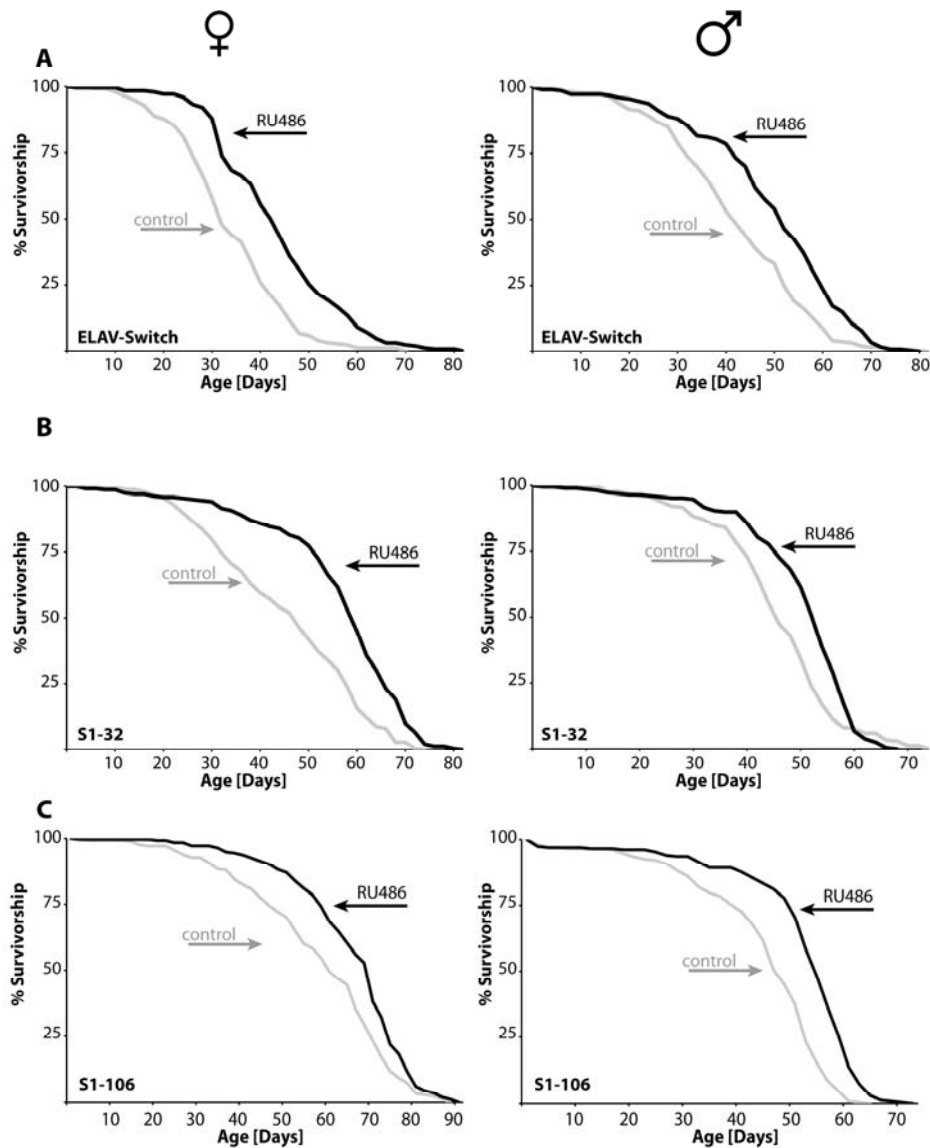 ♀ ♂
A
100
75
50
25
% Survivorship
RU486
control
ELAV-Switch
10 20 30 40 50 60 70 80
Age [Days]
100
75
50
25
% Survivorship
RU486
control
ELAV-Switch
10 20 30 40 50 60 70 80
Age [Days]
B
100
75
50
25
% Survivorship
RU486
control
S1-32
10 20 30 40 50 60 70 80
Age [Days]
100
75
50
25
% Survivorship
RU486
control
S1-32
10 20 30 40 50 60 70
Age [Days]
C
100
75
50
25
% Survivorship
RU486
control
S1-106
10 20 30 40 50 60 70 80 90
Age [Days]
100
75
50
25
% Survivorship
RU486
control
S1-106
10 20 30 40 50 60 70
Age [Days]